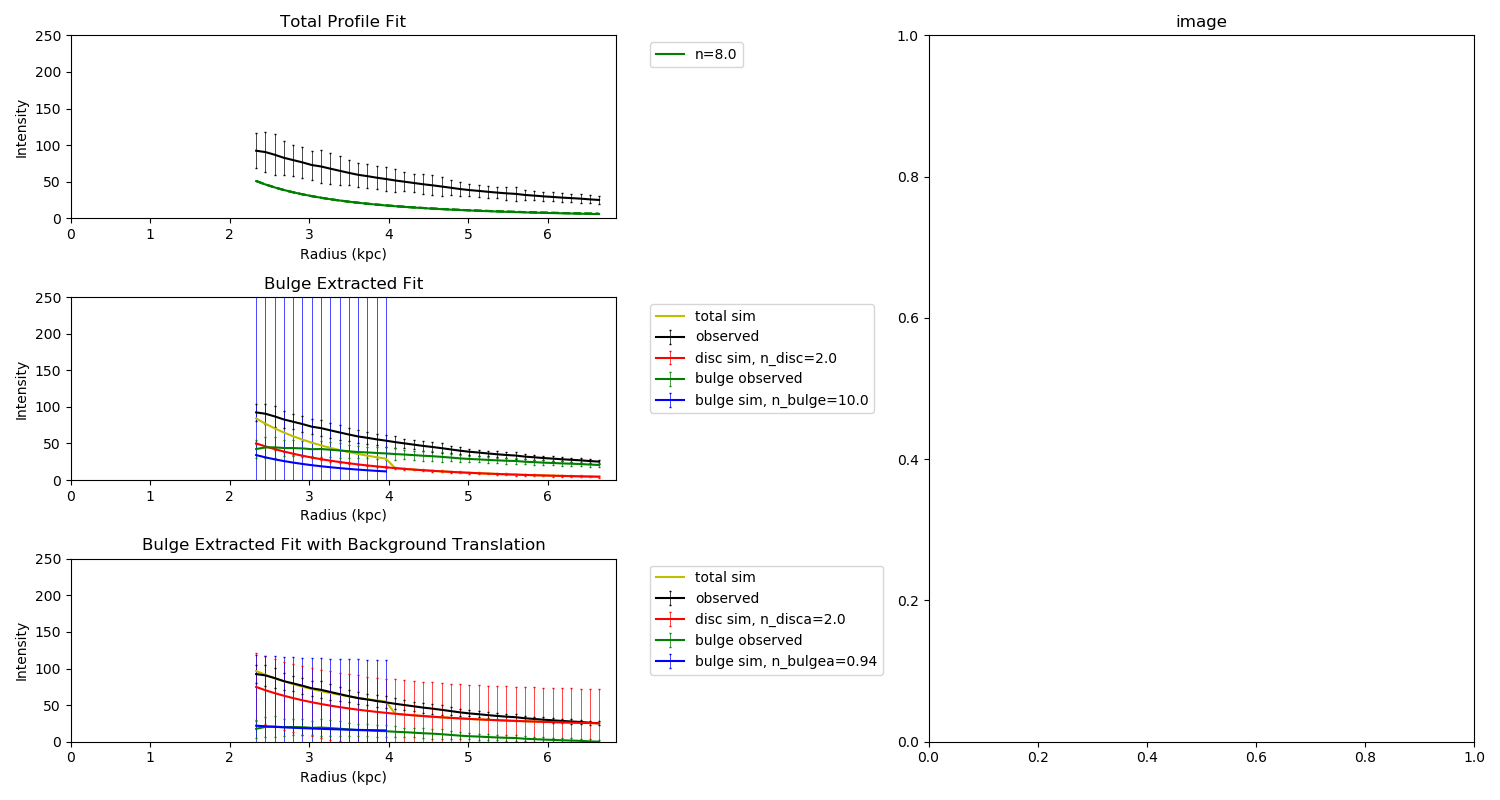 Total Profile Fit
250
200
150
100
50
0
Intensity
0 1 2 3 4 5 6
Radius (kpc)
n=8.0
Bulge Extracted Fit
250
200
150
100
50
0
Intensity
0 1 2 3 4 5 6
Radius (kpc)
total sim
observed
disc sim, n_disc=2.0
bulge observed
bulge sim, n_bulge=10.0
Bulge Extracted Fit with Background Translation
250
200
150
100
50
0
Intensity
0 1 2 3 4 5 6
Radius (kpc)
total sim
observed
disc sim, n_disca=2.0
bulge observed
bulge sim, n_bulgea=0.94
image
1.0
0.8
0.6
0.4
0.2
0.0
0.0 0.2 0.4 0.6 0.8 1.0